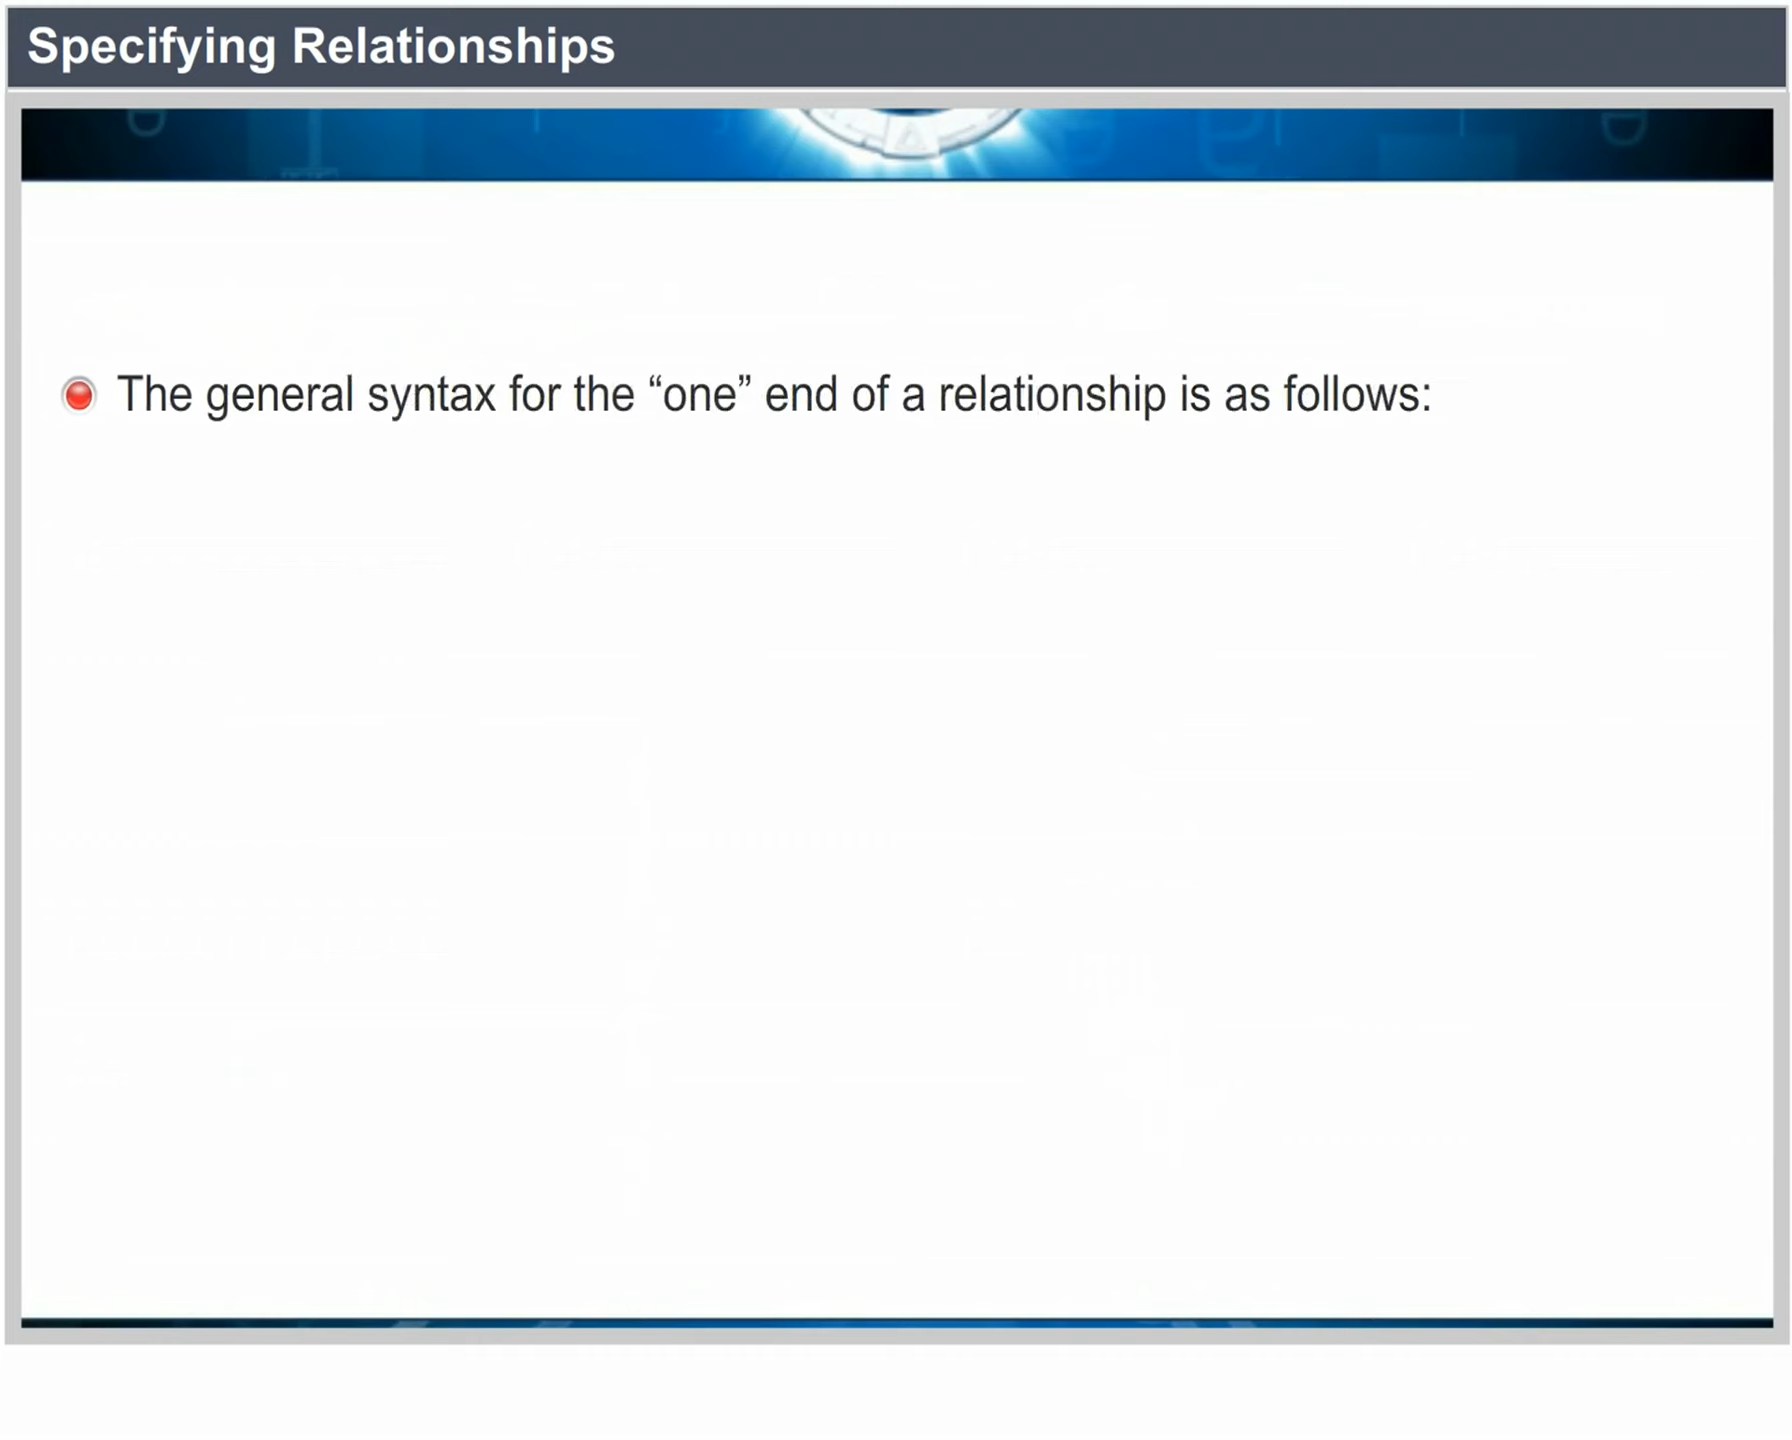 Specifying Relationships
The general syntax for the “one” end of a relationship is as follows: